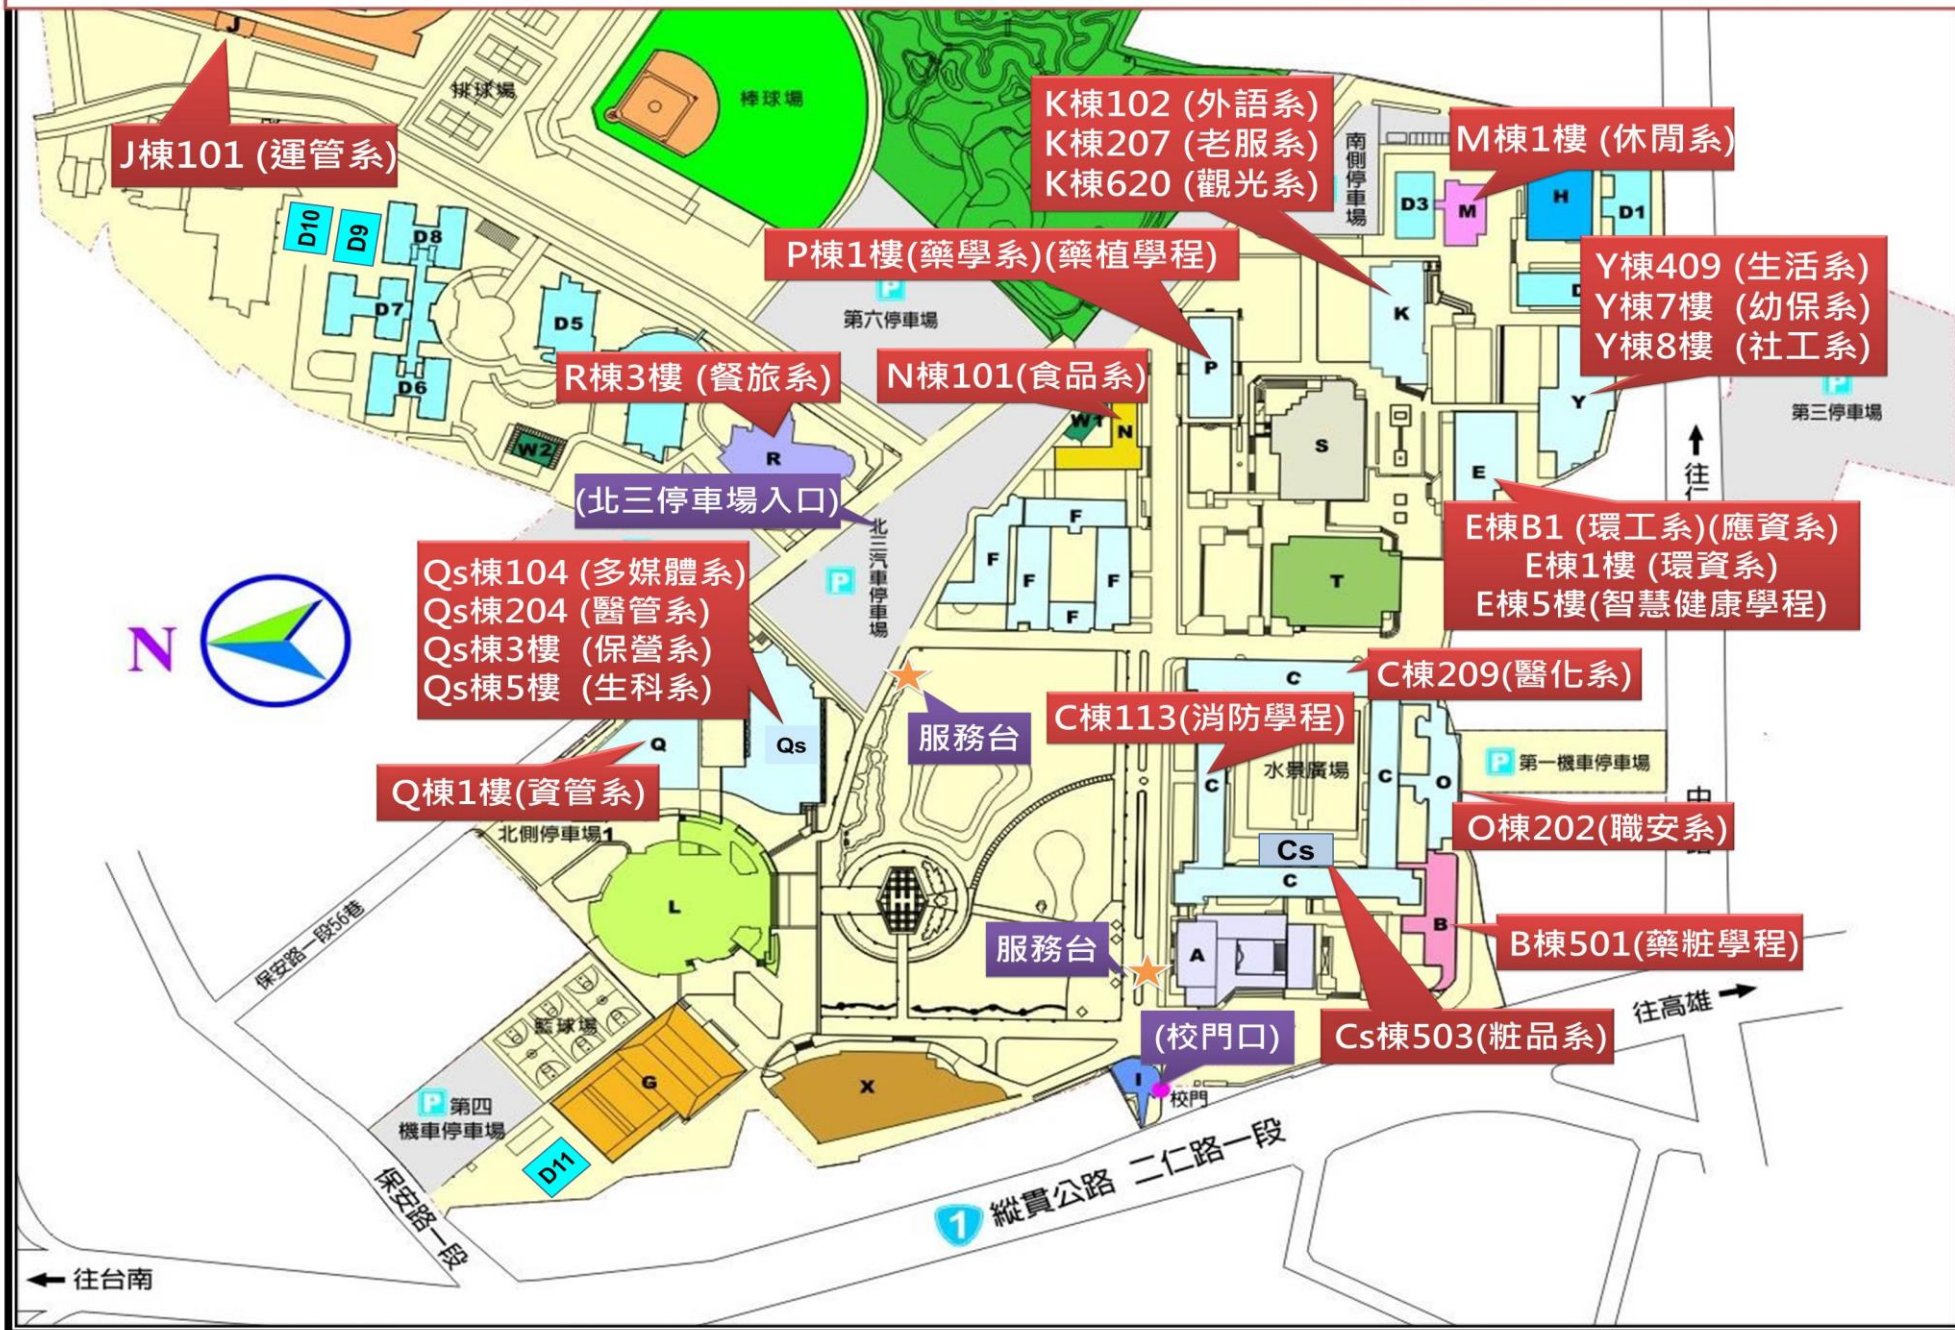 J
排球場
棒球場
J棟101 (運管系)
K棟102 (外語系)
K棟207 (老服系)
K棟620 (觀光系)
南側停車場
M棟1樓 (休閒系)
D3
M
H
D1
D10
D9
D8
P棟1樓(藥學系)(藥植學程)
Y棟409 (生活系)
Y棟7樓 (幼保系)
Y棟8樓 (社工系)
D7
D5
P
第六停車場
K
R棟3樓 (餐旅系)
N棟101(食品系)
P
D6
P
第三停車場
Y
W1
N
W2
R
S
E
往仁
(北三停車場入口)
北三汽車停車場
P
F
F
F
F
F
E棟B1 (環工系)(應資系)
E棟1樓 (環資系)
E棟5樓(智慧健康學程)
Qs棟104 (多媒體系)
Qs棟204 (醫管系)
Qs棟3樓 (保營系)
Qs棟5樓 (生科系)
T
N
C
C棟209(醫化系)
C棟113(消防學程)
服務台
Q
Qs
水景廣場
P 第一機車停車場
C
C
O
中
Q棟1樓(資管系)
O棟202(職安系)
北側停車場1
Cs
C
L
保安路一段56巷
B
B棟501(藥粧學程)
服務台
A
往高雄
籃球場
(校門口)
Cs棟503(粧品系)
G
X
I
校門
P 第四
機車停車場
D11
保安路一段
1 縱貫公路 二仁路一段
往台南